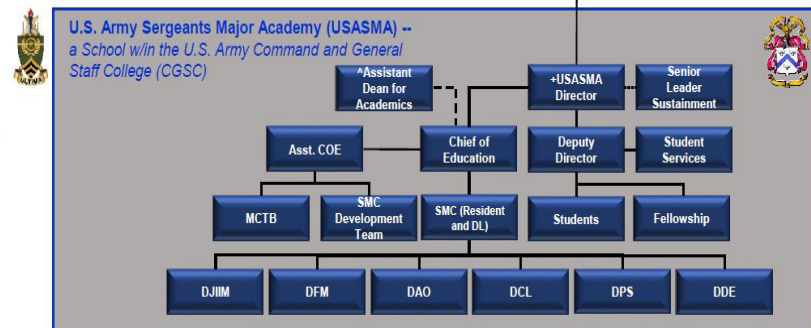 U.S. Army Sergeants Major Academy (USASMA) --
a School w/in the U.S. Army Command and General
Staff College (CGSC)
ULTIMA
^Assistant
Dean for
Academics
+USASMA
Director
Senior
Leader
Sustainment
Asst. COE
Chief of
Education
Deputy
Director
Student
Services
MCTB
SMC
Development
Team
SMC (Resident
and DL)
Students
Fellowship
DJIIM
DFM
DAO
DCL
DPS
DDE